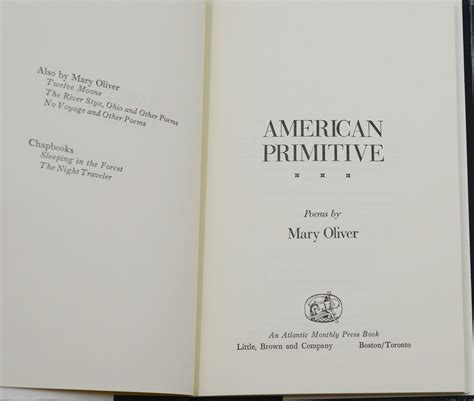 Also by Mary Oliver
Twelve Moons
The River Styx, Ohio and Other Poems
No Voyage and Other Poems
Chapbooks
Sleeping in the Forest
The Night Traveler
AMERICAN
PRIMITIVE
Poems by
Mary Oliver
An Atlantic Monthly Press Book
Little, Brown and Company Boston/Toronto